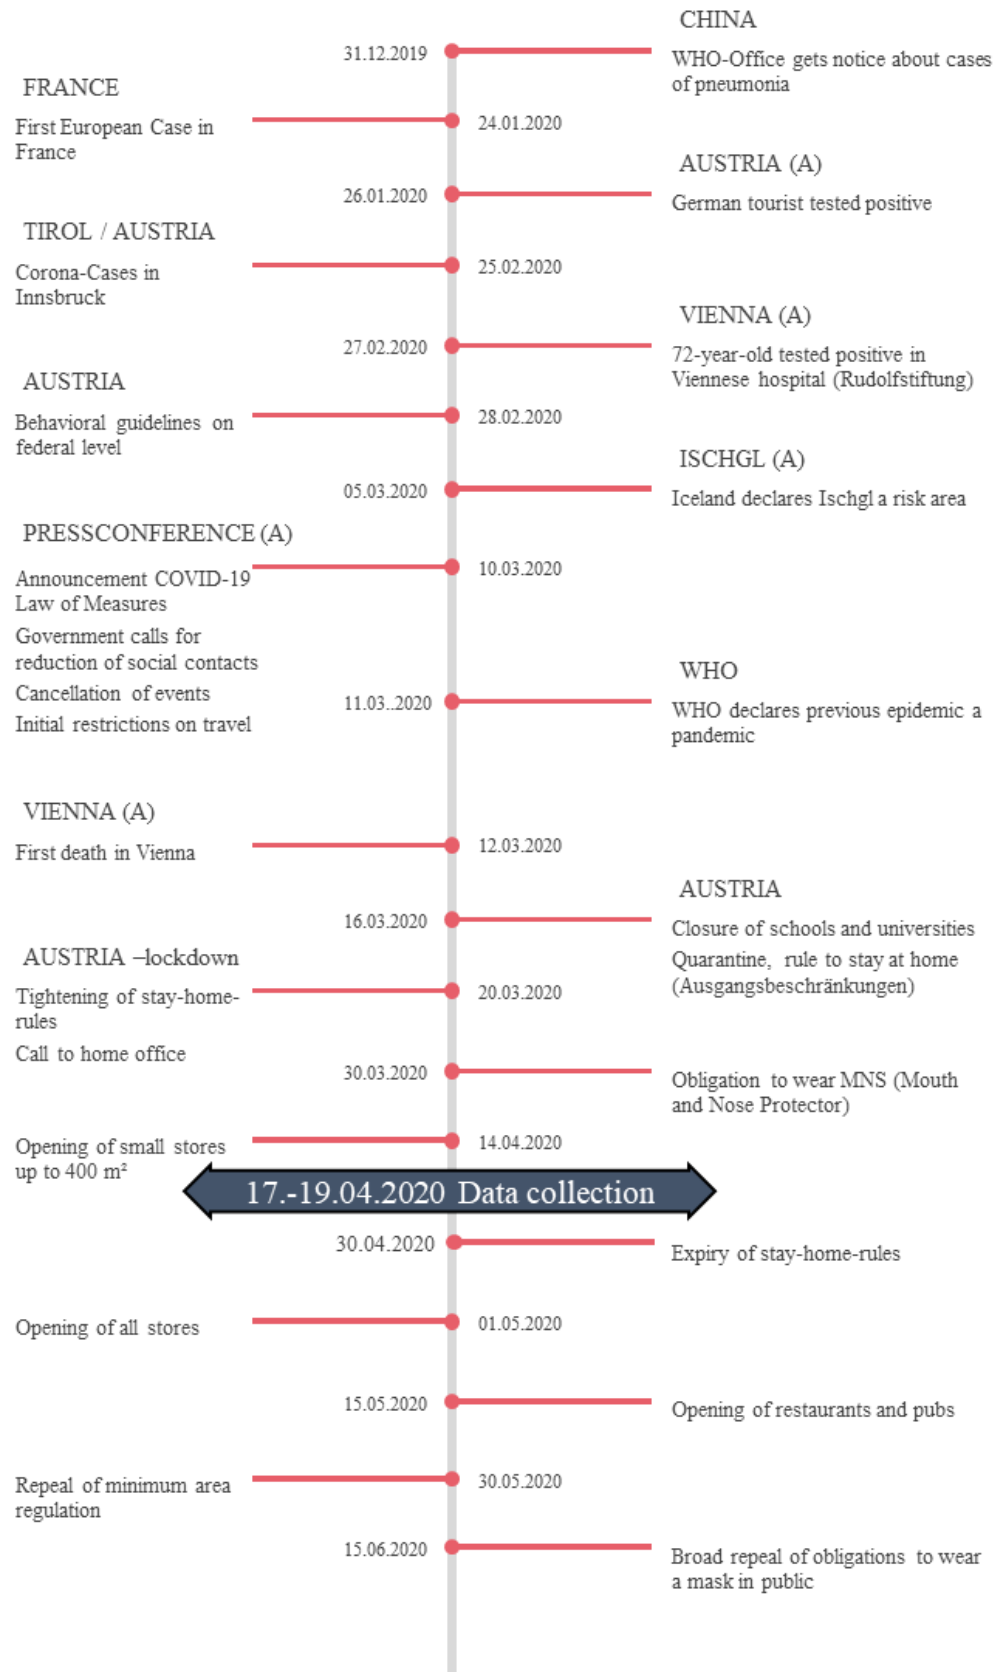 CHINA
31.12.2019
WHO-Office gets notice about cases
of pneumonia
FRANCE
First European Case in
France
24.01.2020
AUSTRIA (A)
26.01.2020
German tourist tested positive
TIROL / AUSTRIA
Corona-Cases in
Innsbruck
25.02.2020
VIENNA (A)
27.02.2020
72-year-old tested positive in
Viennese hospital (Rudolfstiftung)
AUSTRIA
Behavioral guidelines on
federal level
28.02.2020
ISCHGL (A)
05.03.2020
Iceland declares Ischgl a risk area
PRESSCONFERENCE (A)
10.03.2020
Announcement COVID-19
Law of Measures
Government calls for
reduction of social contacts
Cancellation of events
Initial restrictions on travel
WHO
11.03..2020
WHO declares previous epidemic a
pandemic
VIENNA (A)
First death in Vienna
12.03.2020
AUSTRIA
16.03.2020
Closure of schools and universities
Quarantine, rule to stay at home
(Ausgangsbeschränkungen)
AUSTRIA –lockdown
Tightening of stay-home-
rules
Call to home office
20.03.2020
30.03.2020
Obligation to wear MNS (Mouth
and Nose Protector)
Opening of small stores
up to 400 m²
14.04.2020
17.-19.04.2020 Data collection
30.04.2020
Expiry of stay-home-rules
Opening of all stores
01.05.2020
15.05.2020
Opening of restaurants and pubs
Repeal of minimum area
regulation
30.05.2020
15.06.2020
Broad repeal of obligations to wear
a mask in public